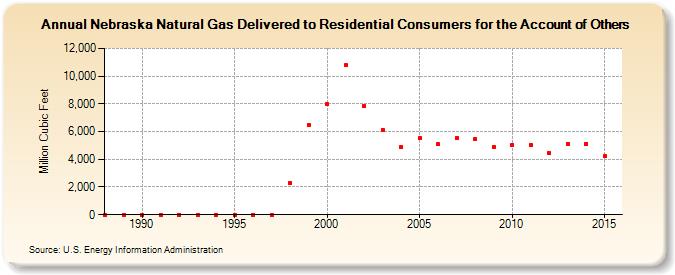 Annual Nebraska Natural Gas Delivered to Residential Consumers for the Account of Others
Million Cubic Feet
12,000
10,000
8,000
6,000
4,000
2,000
0
1990 1995 2000 2005 2010 2015
Source: U.S. Energy Information Administration